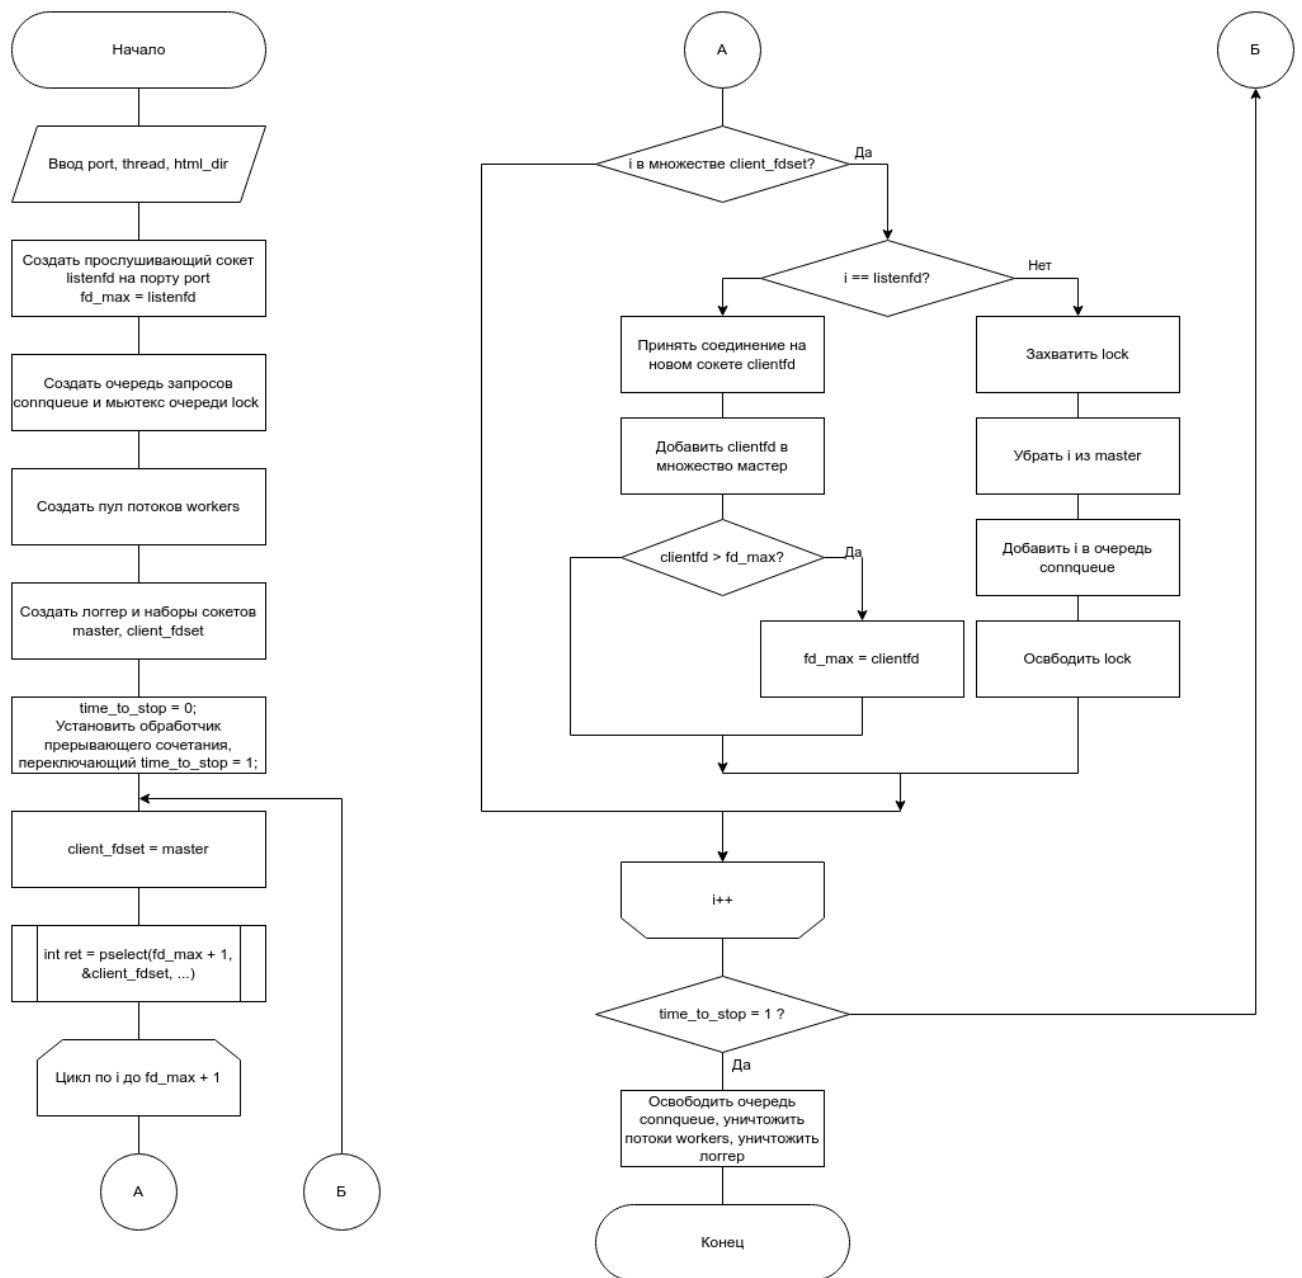 Начало
Ввод port, thread, html_dir
Создать прослушивающий сокет
listenfd на порту port
fd_max = listenfd
Создать очередь запросов
connqueue и мьютекс очереди lock
Создать пул потоков workers
Создать логгер и наборы сокетов
master, client_fdset
time_to_stop = 0;
Установить обработчик
прерывающего сочетания,
переключающий time_to_stop = 1;
client_fdset = master
int ret = pselect(fd_max + 1,
&client_fdset, ...)
Цикл по i до fd_max + 1
А
Б
А
i в множестве client_fdset?
Да
i == listenfd?
Нет
Принять соединение на
новом сокете clientfd
Добавить clientfd в
множество мастер
clientfd > fd_max?
Да
fd_max = clientfd
Захватить lock
Убрать i из master
Добавить i в очередь
connqueue
Освбодить lock
i++
time_to_stop = 1 ?
Да
Освободить очередь
connqueue, уничтожить
потоки workers, уничтожить
логгер
Конец
Б